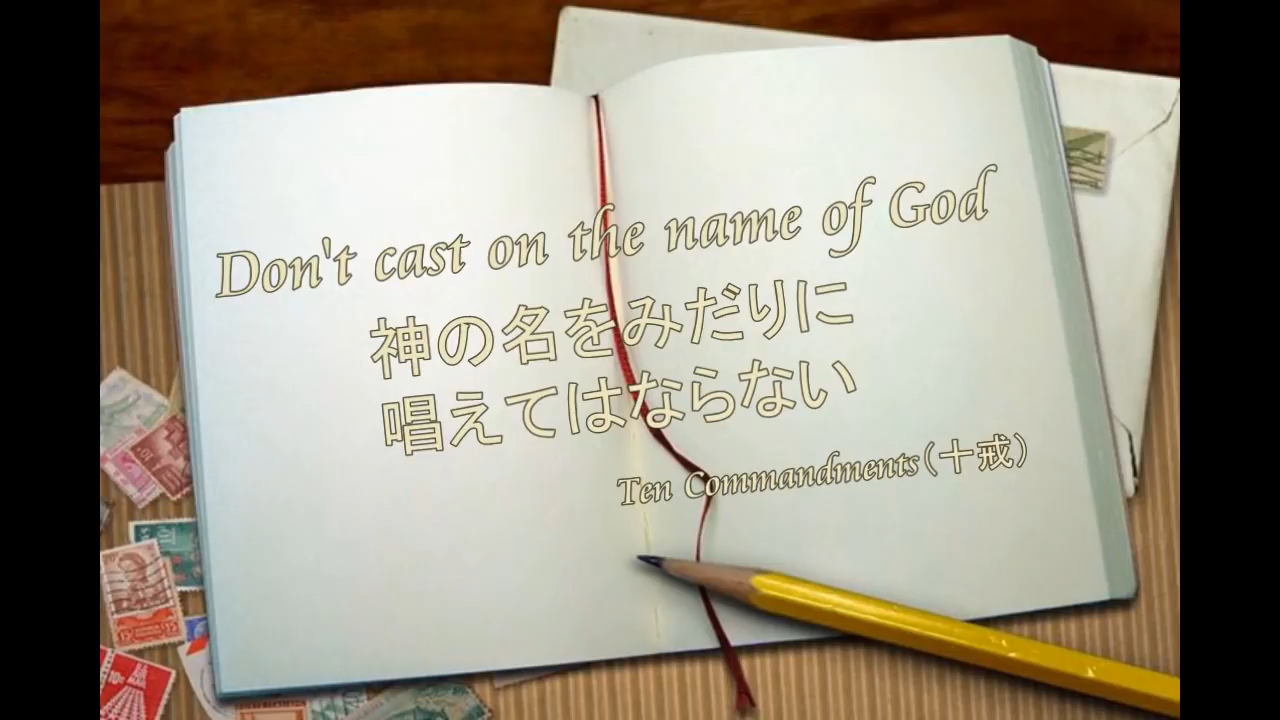 Don't cast on the name of God
神の名をみだりに
唱えてはならない
Ten Commandments（十戒）